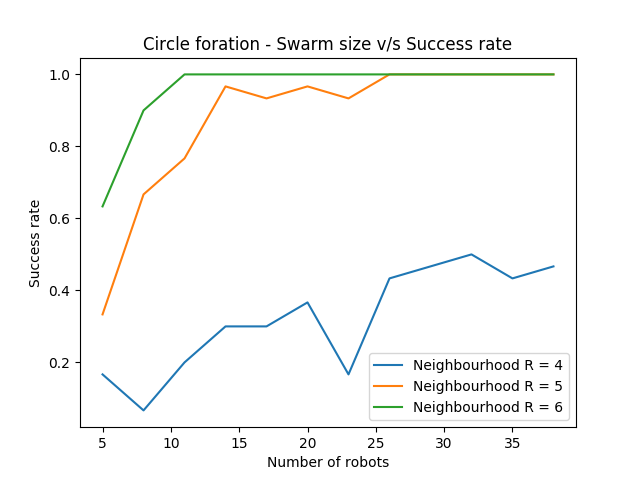 Circle foration - Swarm size v/s Success rate
1.0
0.8
0.6
0.4
0.2
Success rate
Neighbourhood R = 4
Neighbourhood R = 5
Neighbourhood R = 6
5 10 15 20 25 30 35
Number of robots